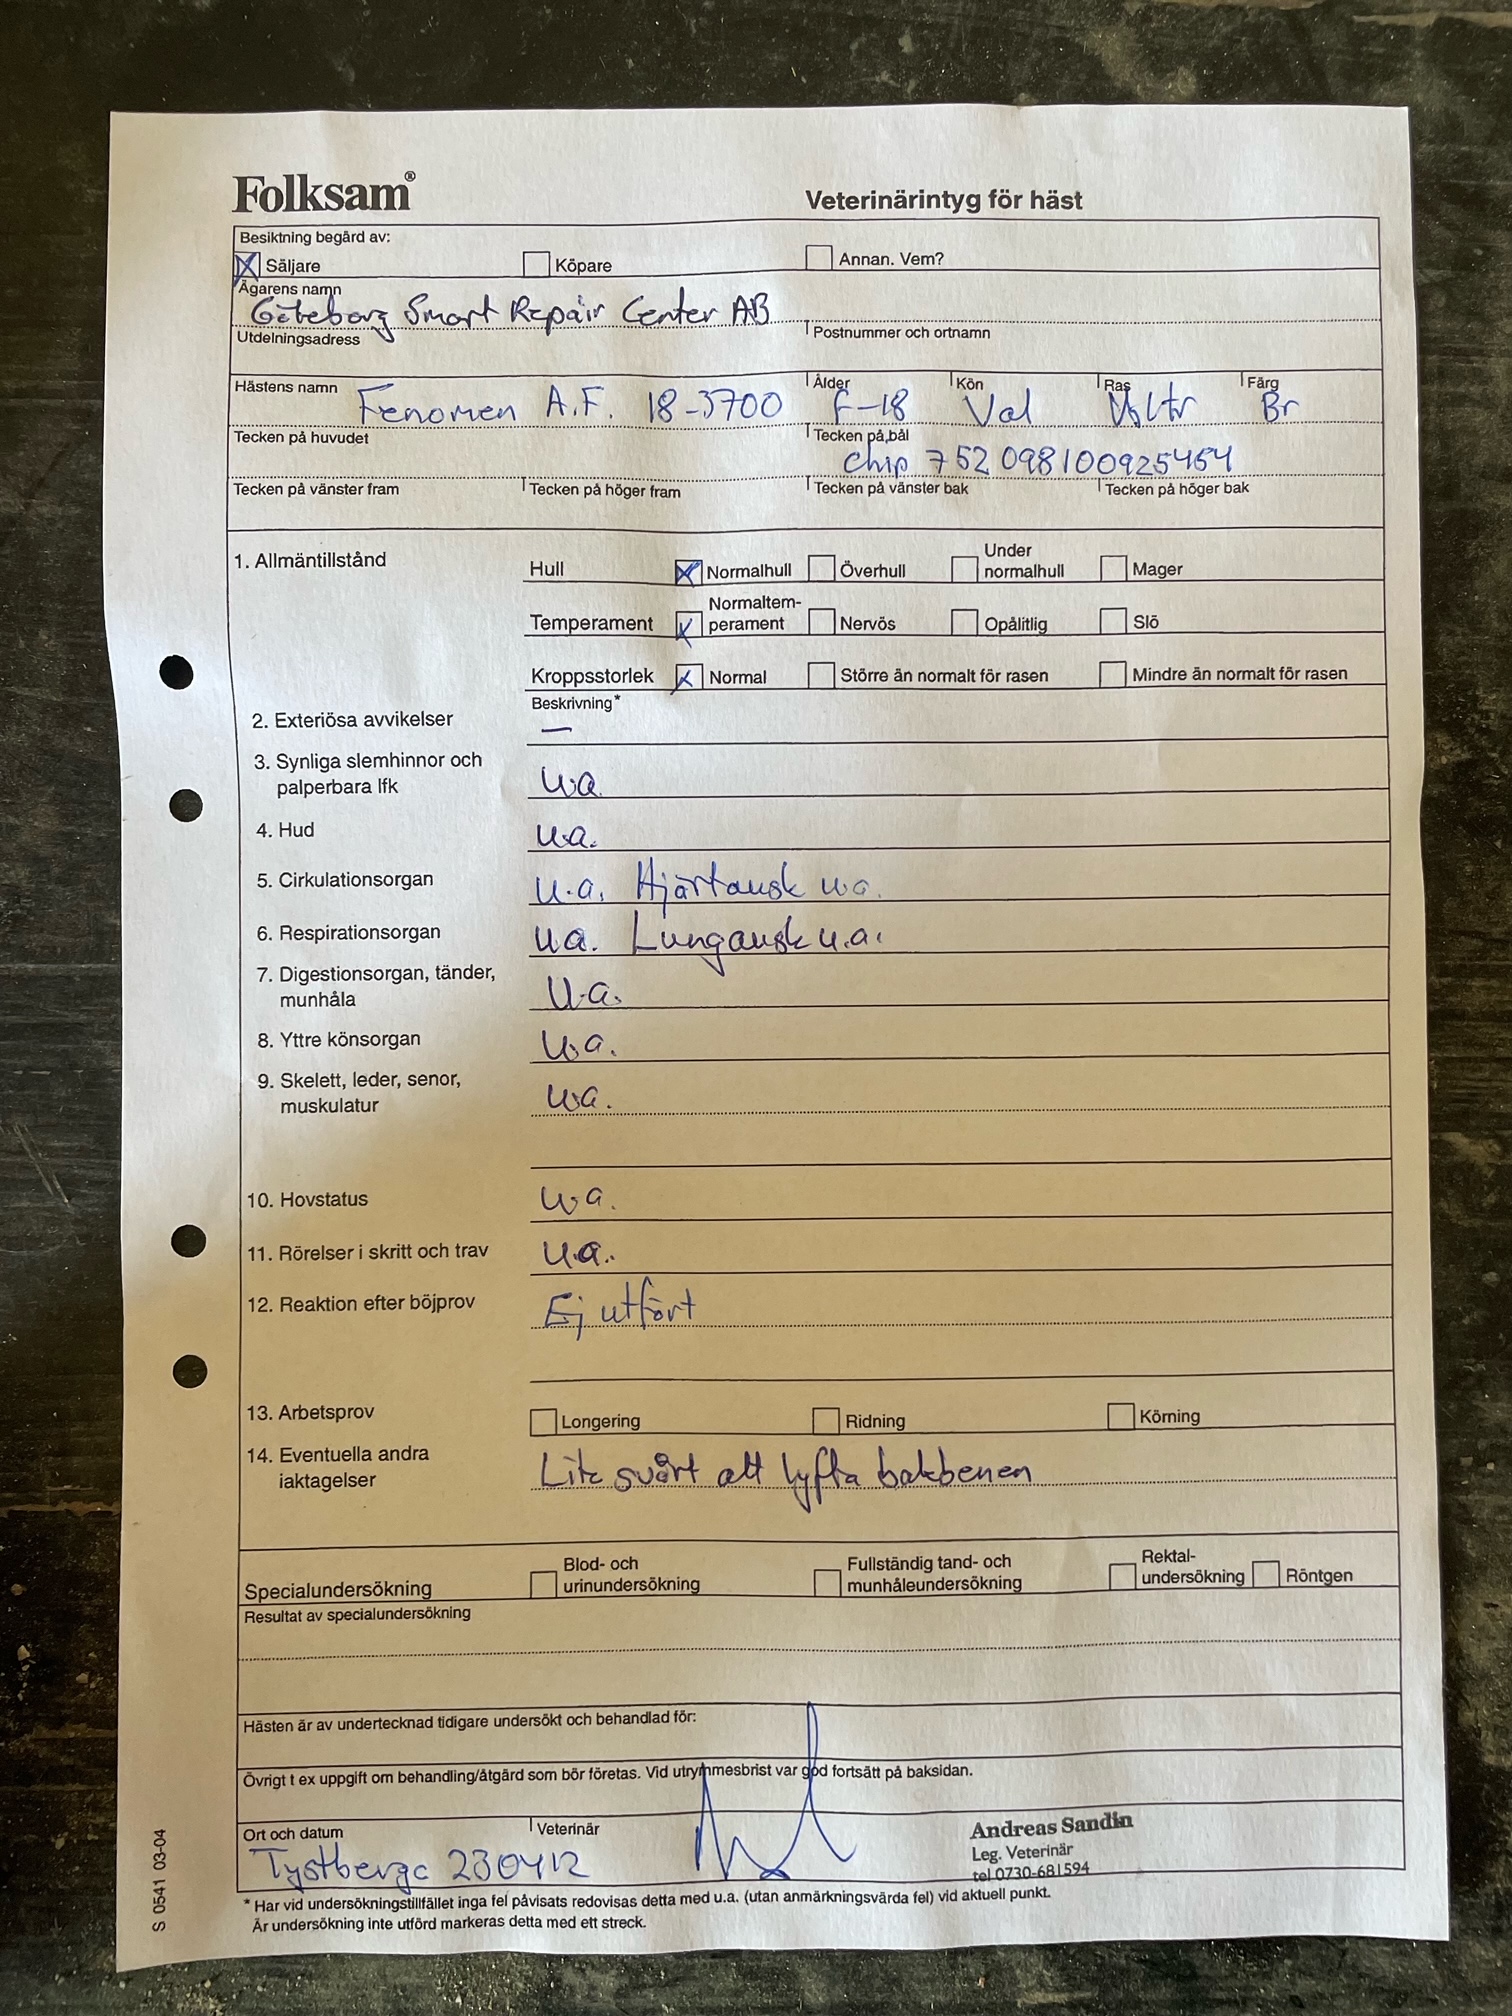 Folksam®
Veterinärintyg för häst
Besiktning begärd av:
Säljare Köpare Annan. Vem?
Ägarens namn
Göteborg Smart Repair Center AB
Utdelningsadress Postnummer och ortnamn
Hästens namn Ålder Kön Ras Färg
Fenomen A.F. 18-3700 F-18 Val Br
Tecken på huvudet Tecken på bål
chip 752098100925454
Tecken på vänster fram Tecken på höger fram Tecken på vänster bak Tecken på höger bak
1. Allmäntillstånd
Hull Normalhull Överhull Under normalhull Mager
Temperament Normaltem-perament Nervös Opålitlig Slö
Kroppsstorlek Normal Större än normalt för rasen Mindre än normalt för rasen
Beskrivning*
2. Exteriösa avvikelser —
3. Synliga slemhinnor och
palperbara lfk u.a.
4. Hud u.a.
5. Cirkulationsorgan u.a. Hjärtausk u.a.
6. Respirationsorgan u.a. Lungausk u.a.
7. Digestionsorgan, tänder,
munhåla u.a.
8. Yttre könsorgan u.a.
9. Skelett, leder, senor,
muskulatur u.a.
10. Hovstatus u.a.
11. Rörelser i skritt och trav u.a.
12. Reaktion efter böjprov Ej utfört
13. Arbetsprov Longering Ridning Körning
14. Eventuella andra
iaktagelser Lite svårt att lyfta bakbenen
Specialundersökning Blod- och urinundersökning Fullständig tand- och munhåleundersökning Rektal-undersökning Röntgen
Resultat av specialundersökning
Hästen är av undertecknad tidigare undersökt och behandlad för:
Övrigt t ex uppgift om behandling/åtgärd som bör företas. Vid utrymmesbrist var god fortsätt på baksidan.
Ort och datum Veterinär
Tystberga 230412
Andreas Sandin
Leg. Veterinär
tel 0730-681594
* Har vid undersökningstillfället inga fel påvisats redovisas detta med u.a. (utan anmärkningsvärda fel) vid aktuell punkt.
Är undersökning inte utförd markeras detta med ett streck.
S 0541 03-04